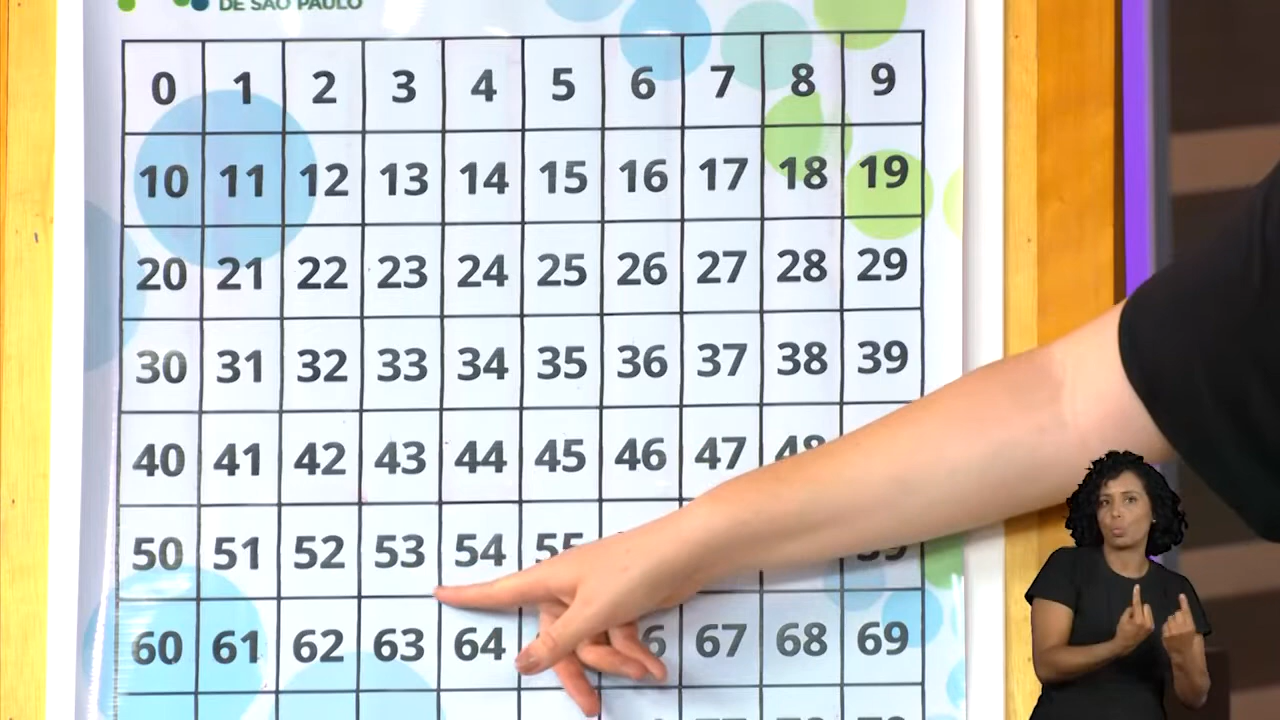 DE SÃO PAULO
0 1 2 3 4 5 6 7 8 9
10 11 12 13 14 15 16 17 18 19
20 21 22 23 24 25 26 27 28 29
30 31 32 33 34 35 36 37 38 39
40 41 42 43 44 45 46 47 48
50 51 52 53 54 55 59
60 61 62 63 64 67 68 69